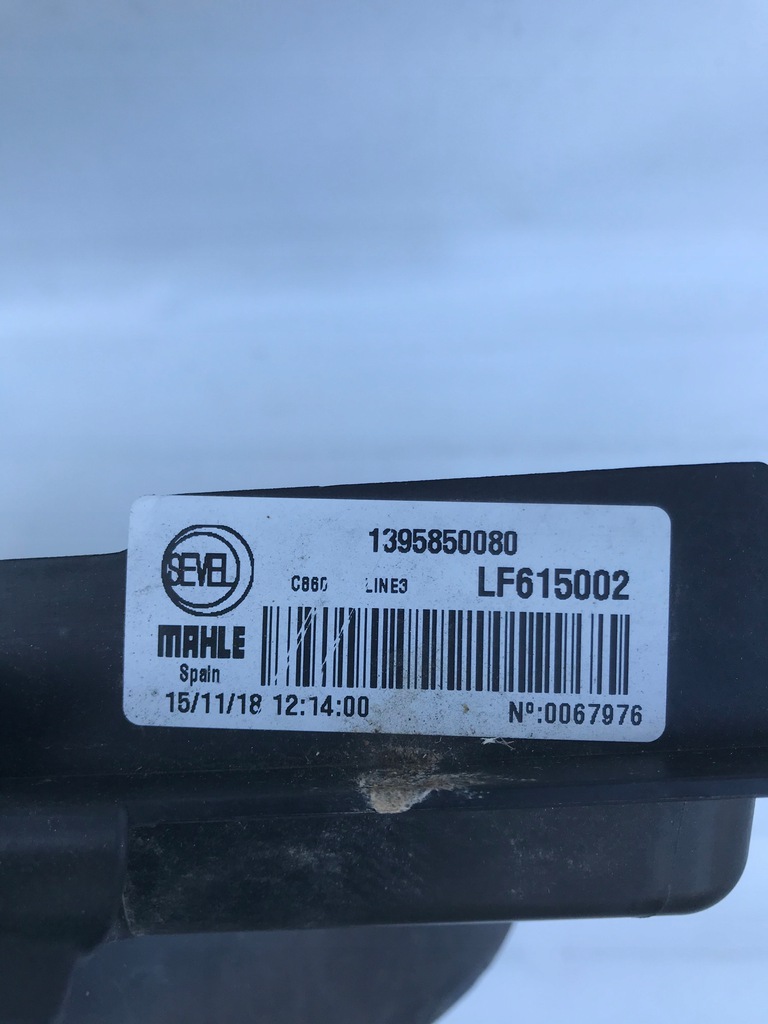 1395850080
SEVEL
C860 LINE3 LF615002
MAHLE
Spain
15/11/18 12:14:00 Nº:0067976